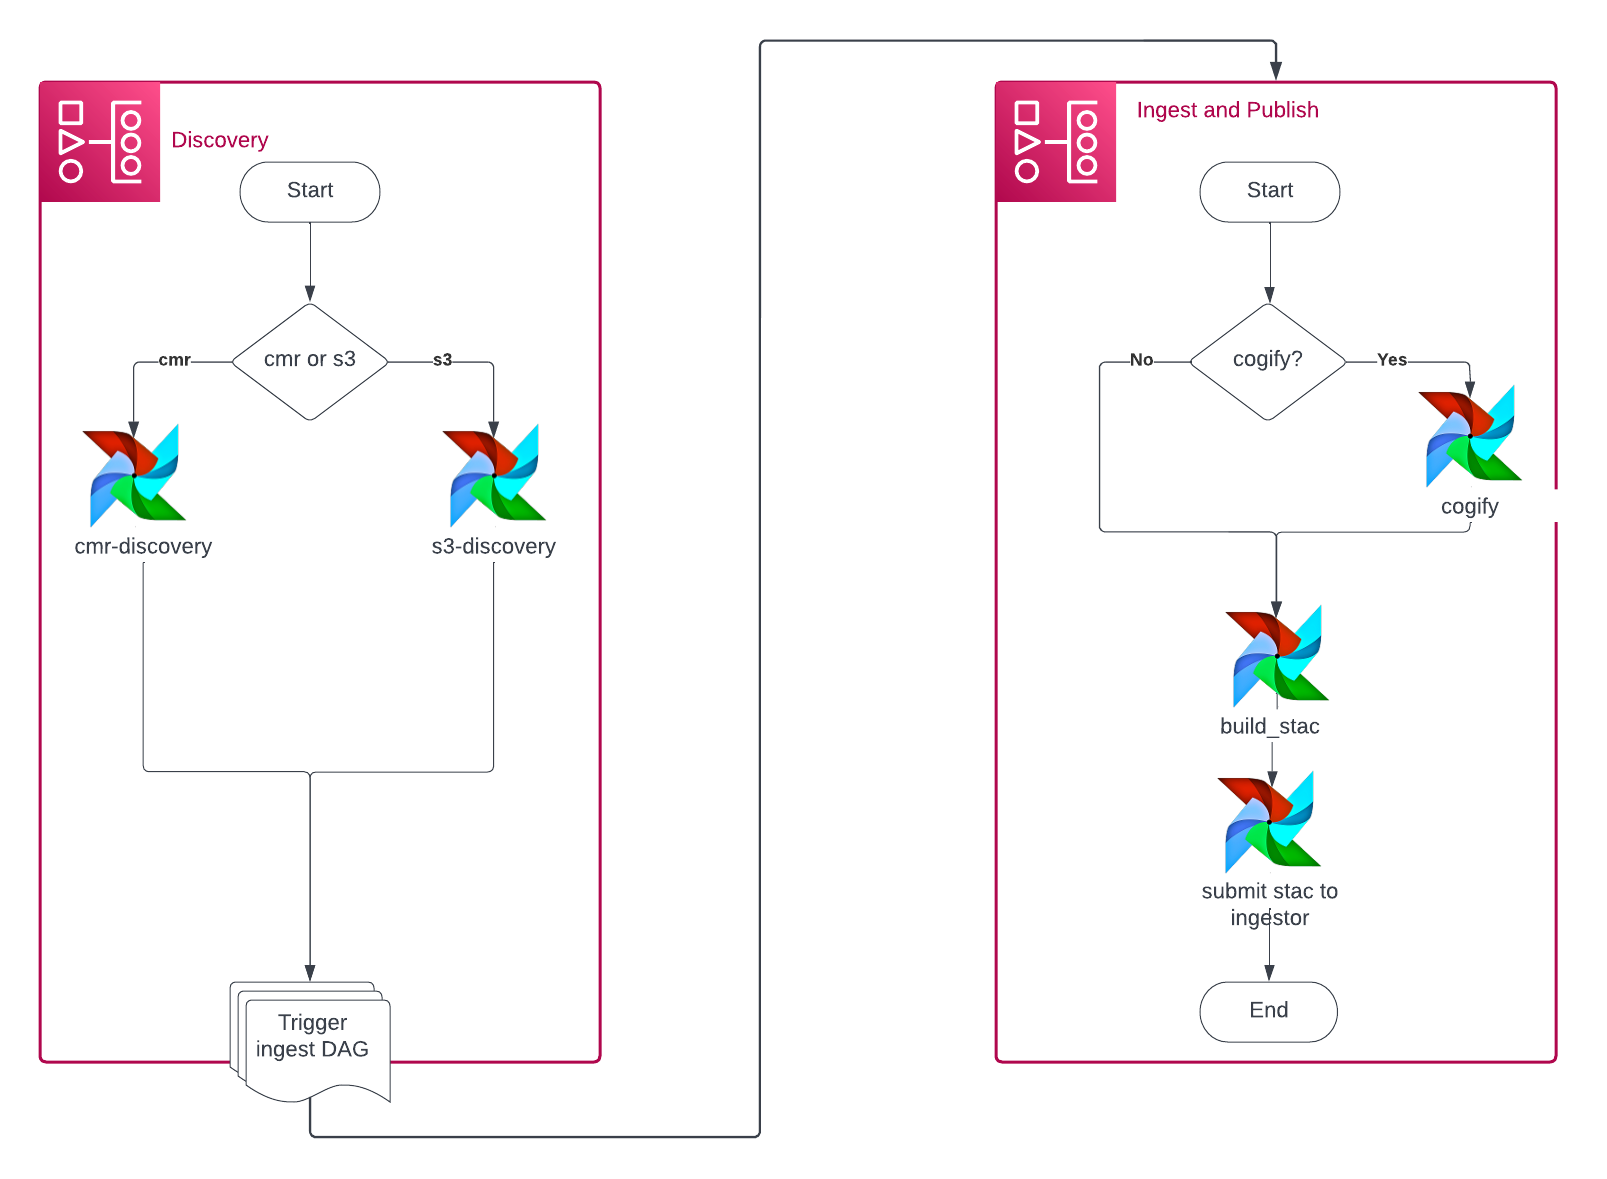 Discovery
Start
cmr or s3
cmr
s3
cmr-discovery
s3-discovery
Trigger
ingest DAG
Ingest and Publish
Start
cogify?
No
Yes
cogify
build_stac
submit stac to
ingestor
End